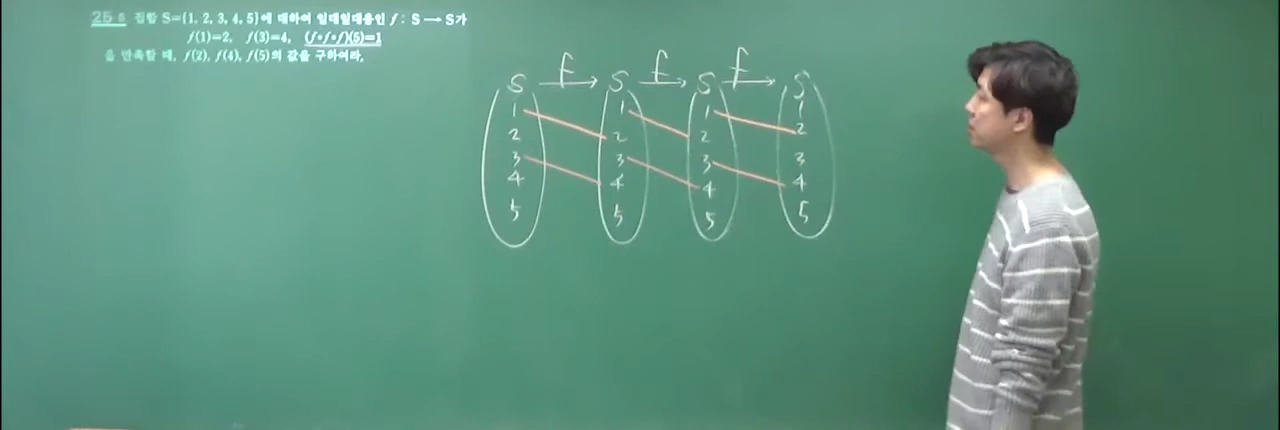 25 8 집합 S={1, 2, 3, 4, 5}에 대하여 일대일대응인 f : S → S가
f(1)=2, f(3)=4, (f∘f∘f)(5)=1
을 만족할 때, f(2), f(4), f(5)의 값을 구하여라.
f f f
S → S → S → S
1 1 1 1
2 2 2 2
3 3 3 3
4 4 4 4
5 5 5 5